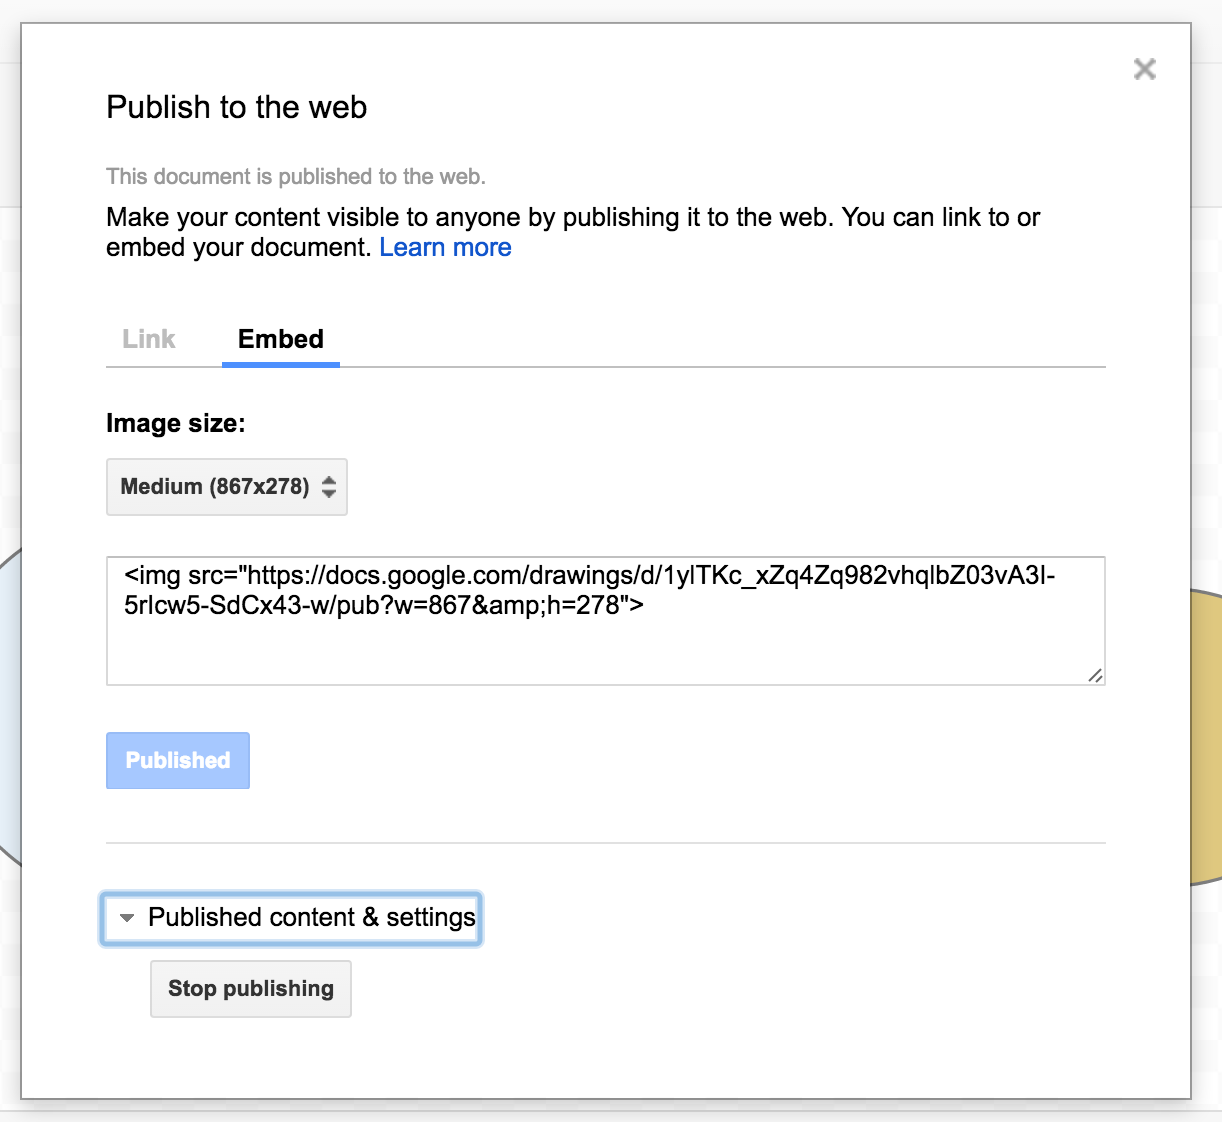 Publish to the web
This document is published to the web.
Make your content visible to anyone by publishing it to the web. You can link to or
embed your document. Learn more
Link Embed
Image size:
Medium (867x278)
<img src="https://docs.google.com/drawings/d/1ylTKc_xZq4Zq982vhqlbZ03vA3I-
5rIcw5-SdCx43-w/pub?w=867&amp;h=278">
Published
Published content & settings
Stop publishing